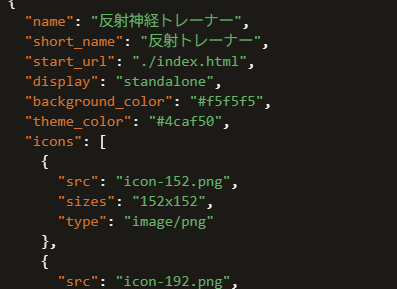 {
"name": "反射神経トレーナー",
"short_name": "反射トレーナー",
"start_url": "./index.html",
"display": "standalone",
"background_color": "#f5f5f5",
"theme_color": "#4caf50",
"icons": [
{
"src": "icon-152.png",
"sizes": "152x152",
"type": "image/png"
},
{
"src": "icon-192.png",